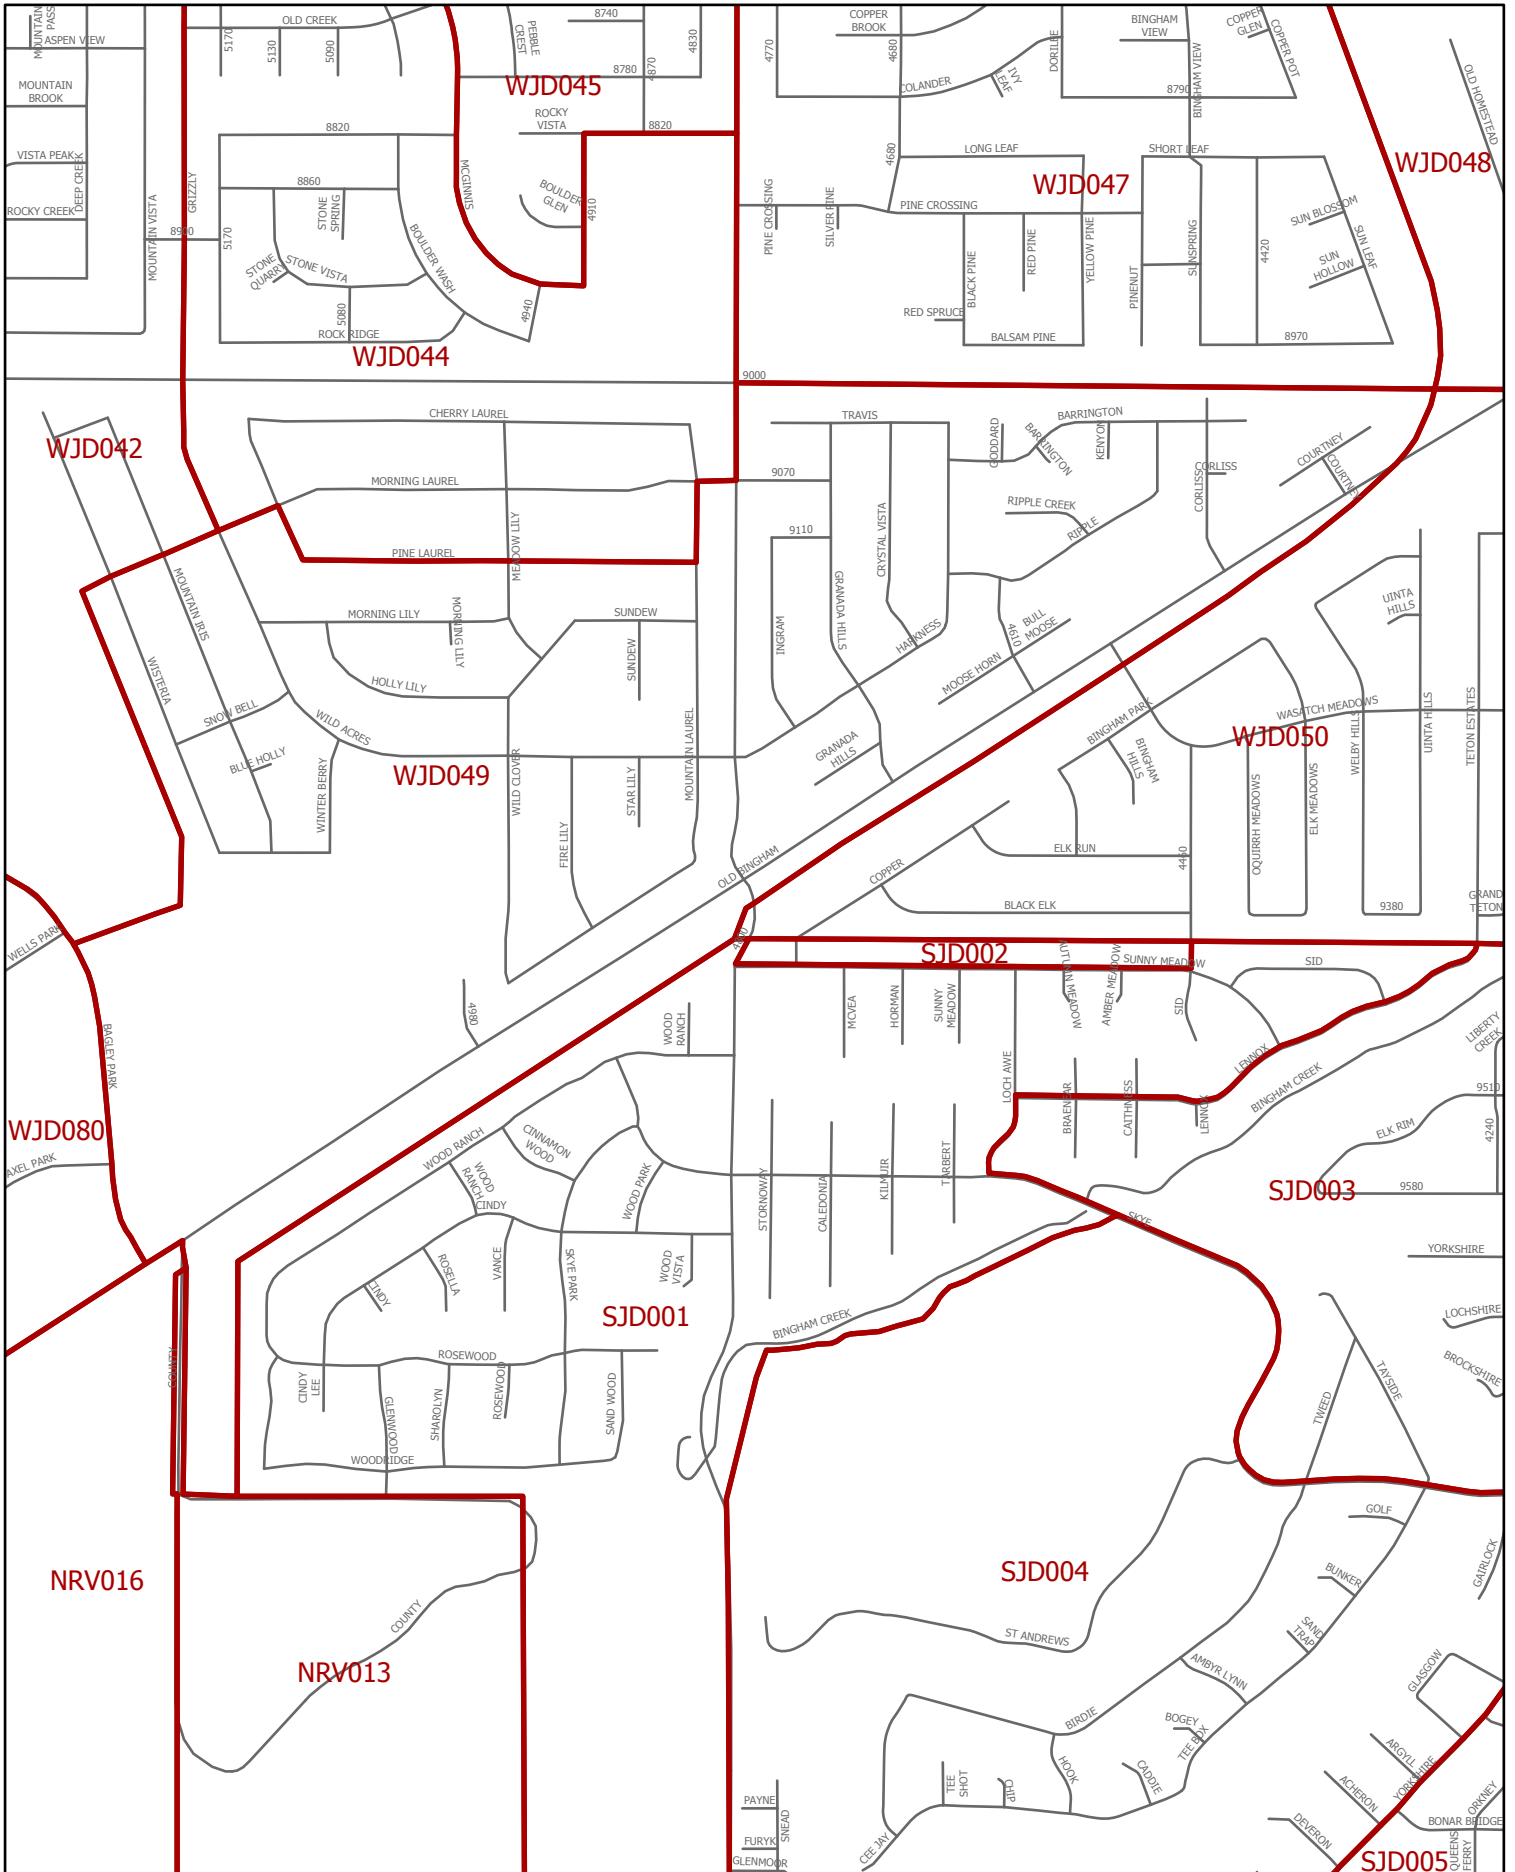 MOUNTAIN
PASS
ASPEN VIEW
MOUNTAIN
BROOK
VISTA PEAK
DEEP CREEK
ROCKY CREEK
MOUNTAIN VISTA
GRIZZLY
8900
5170
OLD CREEK
5170
5130
5090
8820
8860
STONE
SPRING
STONE
QUARRY
STONE VISTA
5080
ROCK RIDGE
BOULDER WASH
4940
WJD044
PEBBLE
CREST
8740
8780
4870
4830
WJD045
ROCKY
VISTA
8820
MCGINNIS
BOULDER
GLEN
4910
4770
COPPER
BROOK
4680
COLANDER
IVY
LEAF
DORILEE
BINGHAM
VIEW
BINGHAM VIEW
COPPER
GLEN
COPPER POT
8790
OLD HOMESTEAD
WJD048
4680
LONG LEAF
SHORT LEAF
WJD047
PINE CROSSING
PINE CROSSING
SILVER PINE
BLACK PINE
RED PINE
YELLOW PINE
PINENUT
SUNSPRING
4420
SUN BLOSSOM
SUN
HOLLOW
SUN LEAF
RED SPRUCE
BALSAM PINE
8970
9000
WJD042
CHERRY LAUREL
MORNING LAUREL
PINE LAUREL
MEADOW LILY
MORNING LILY
MORNING LILY
SUNDEW
SUNDEW
HOLLY LILY
MOUNTAIN IRIS
WISTERIA
SNOW BELL
WILD ACRES
BLUE HOLLY
WINTER BERRY
WJD049
WILD CLOVER
FIRE LILY
STAR LILY
MOUNTAIN LAUREL
TRAVIS
9070
9110
INGRAM
GRANADA HILLS
CRYSTAL VISTA
HARKNESS
GRANADA
HILLS
GODDARD
BARRINGTON
BARRINGTON
KENYON
RIPPLE CREEK
RIPPLE
CORLISS
CORLISS
COURTNEY
COURTNEY
4610
BULL
MOOSE
MOOSE HORN
OLD BINGHAM
BINGHAM PARK
BINGHAM
HILLS
WASATCH MEADOWS
WJD050
UINTA
HILLS
UINTA HILLS
WELBY HILLS
TETON ESTATES
OQUIRRH MEADOWS
ELK MEADOWS
ELK RUN
4460
COPPER
BLACK ELK
9380
GRAND
TETON
WELLS PARK
BAGLEY PARK
WJD080
AXEL PARK
4980
4800
SJD002
AUTUMN MEADOW
AMBER MEADOW
SUNNY MEADOW
SID
SID
MCVEA
HORMAN
SUNNY
MEADOW
LOCH AWE
LENNOX
BINGHAM CREEK
LIBERTY
CREEK
9510
4240
BRAENEAR
CAITHNESS
LENNOX
ELK RIM
SJD003
9580
WOOD
RANCH
WOOD RANCH
CINNAMON
WOOD
WOOD
RANCH
CINDY
WOOD PARK
STORNOWAY
CALEDONIA
KILMUIR
TARBERT
SKYE
YORKSHIRE
ROSELLA
VANCE
CINDY
SKYE PARK
WOOD
VISTA
SJD001
BINGHAM CREEK
LOCHSHIRE
BROCKSHIRE
COUNTY
ROSEWOOD
CINDY
LEE
GLENWOOD
SHAROLYN
ROSEWOOD
SAND WOOD
WOODRIDGE
TWEED
TAYSIDE
GOLF
GAIRLOCK
NRV016
COUNTY
NRV013
SJD004
BUNKER
ST ANDREWS
SAND
TRAP
AMBYR LYNN
GLASGOW
BIRDIE
BOGEY
TEE BOX
HOOK
CADDIE
TEE
SHOT
CHIP
CEE JAY
PAYNE
SNEAD
FURYK
GLENMOOR
ARGYLL
YORKSHIRE
ACHERON
DEVERON
ORKNEY
BONAR BRIDGE
QUEENS
FERRY
SJD005